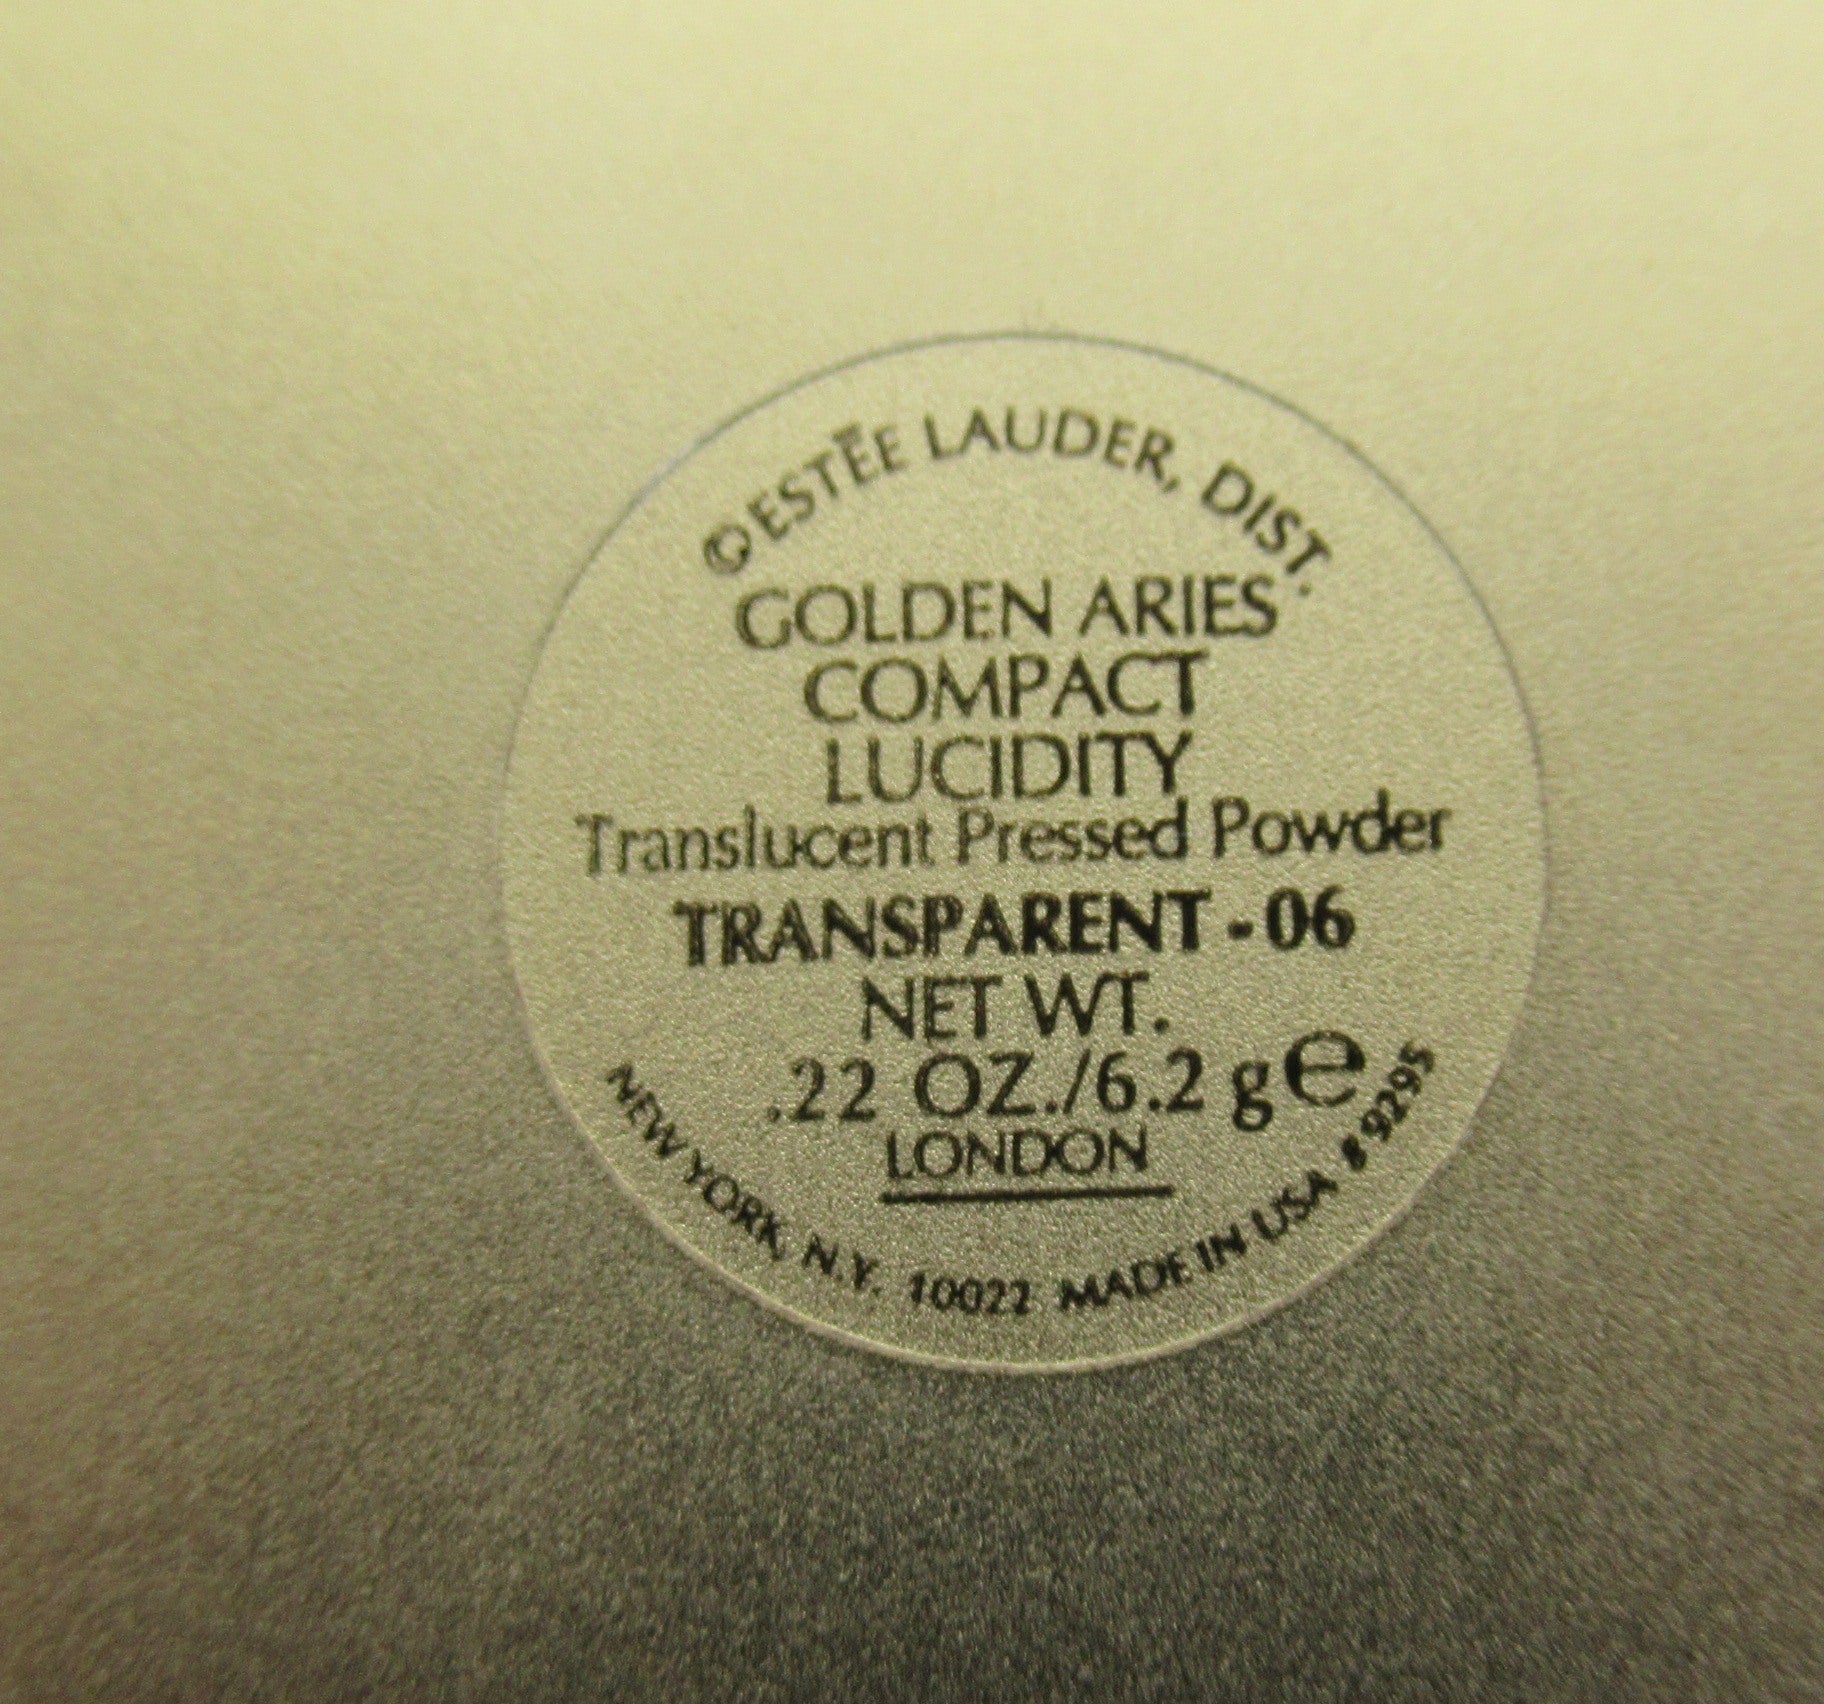 ©ESTĒE LAUDER, DIST.
GOLDEN ARIES
COMPACT
LUCIDITY
Translucent Pressed Powder
TRANSPARENT - 06
NET WT.
.22 OZ./6.2 g e
LONDON
NEW YORK, N.Y. 10022 MADE IN USA #9295